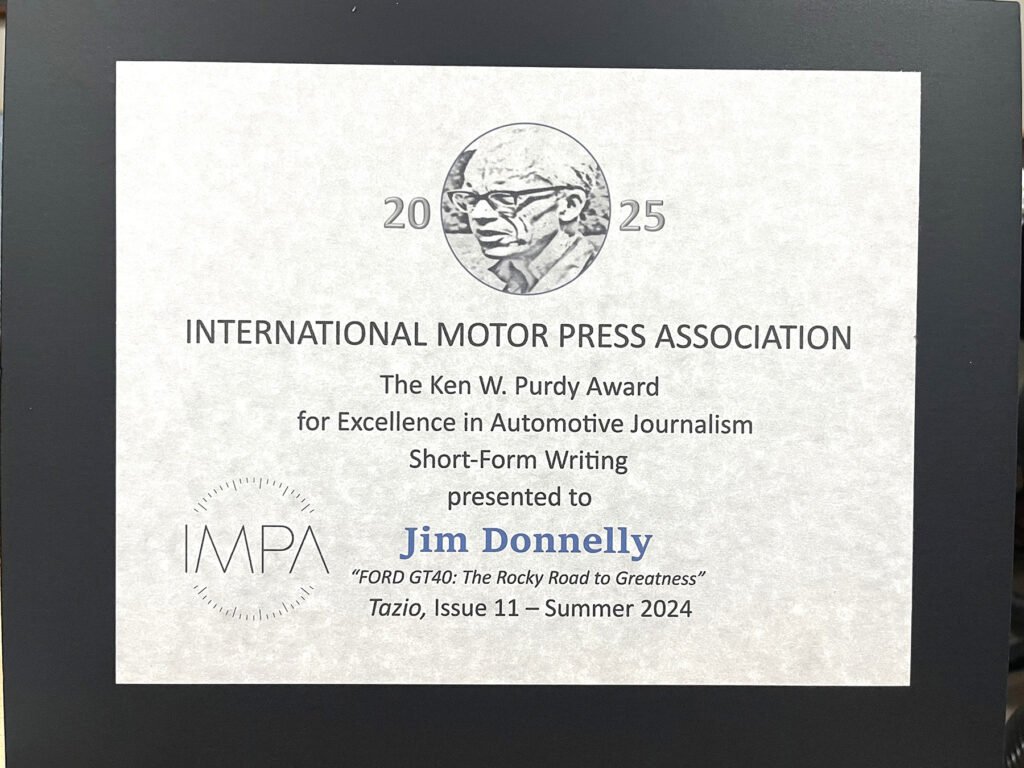 20 25
INTERNATIONAL MOTOR PRESS ASSOCIATION
The Ken W. Purdy Award
for Excellence in Automotive Journalism
Short-Form Writing
presented to
Jim Donnelly
"FORD GT40: The Rocky Road to Greatness"
Tazio, Issue 11 – Summer 2024
IMPA